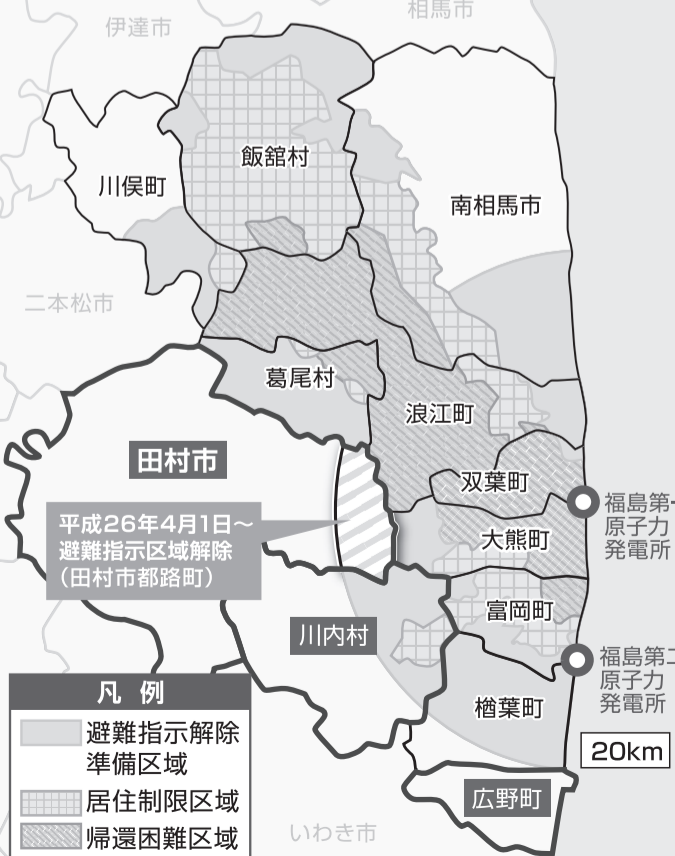 伊達市
相馬市
飯舘村
川俣町
南相馬市
二本松市
葛尾村
浪江町
田村市
双葉町
福島第一
原子力
発電所
平成26年4月1日～
避難指示区域解除
（田村市都路町）
大熊町
富岡町
川内村
福島第二
原子力
発電所
楢葉町
凡 例
避難指示解除
準備区域
居住制限区域
帰還困難区域
20km
広野町
いわき市